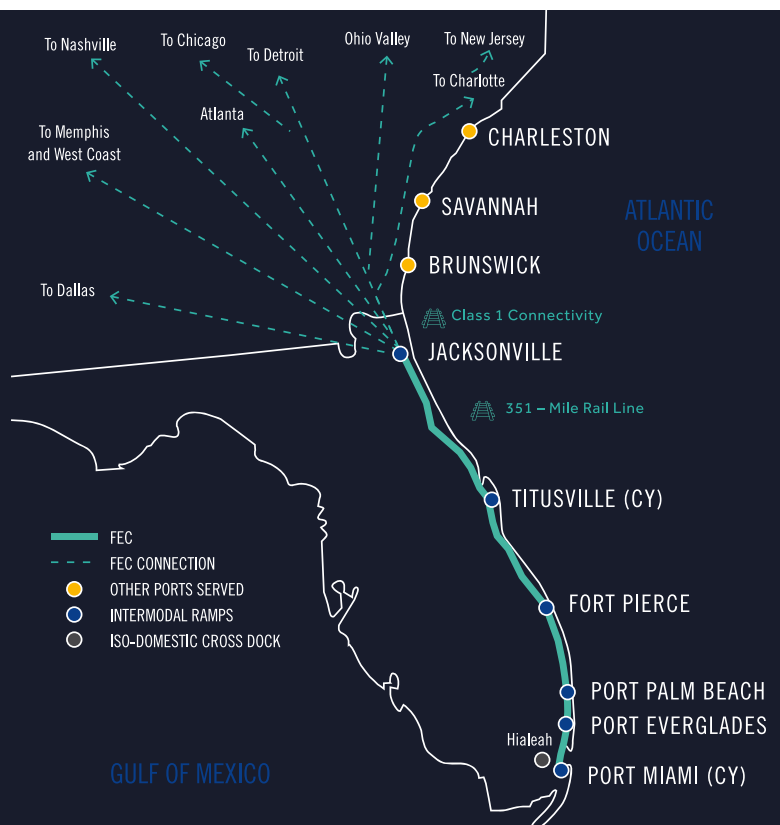 To Nashville
To Chicago
To Detroit
Ohio Valley
To New Jersey
To Charlotte
Atlanta
To Memphis
and West Coast
To Dallas
CHARLESTON
SAVANNAH
BRUNSWICK
ATLANTIC
OCEAN
Class 1 Connectivity
JACKSONVILLE
351 – Mile Rail Line
TITUSVILLE (CY)
FEC
FEC CONNECTION
OTHER PORTS SERVED
INTERMODAL RAMPS
ISO-DOMESTIC CROSS DOCK
FORT PIERCE
PORT PALM BEACH
PORT EVERGLADES
Hialeah
PORT MIAMI (CY)
GULF OF MEXICO